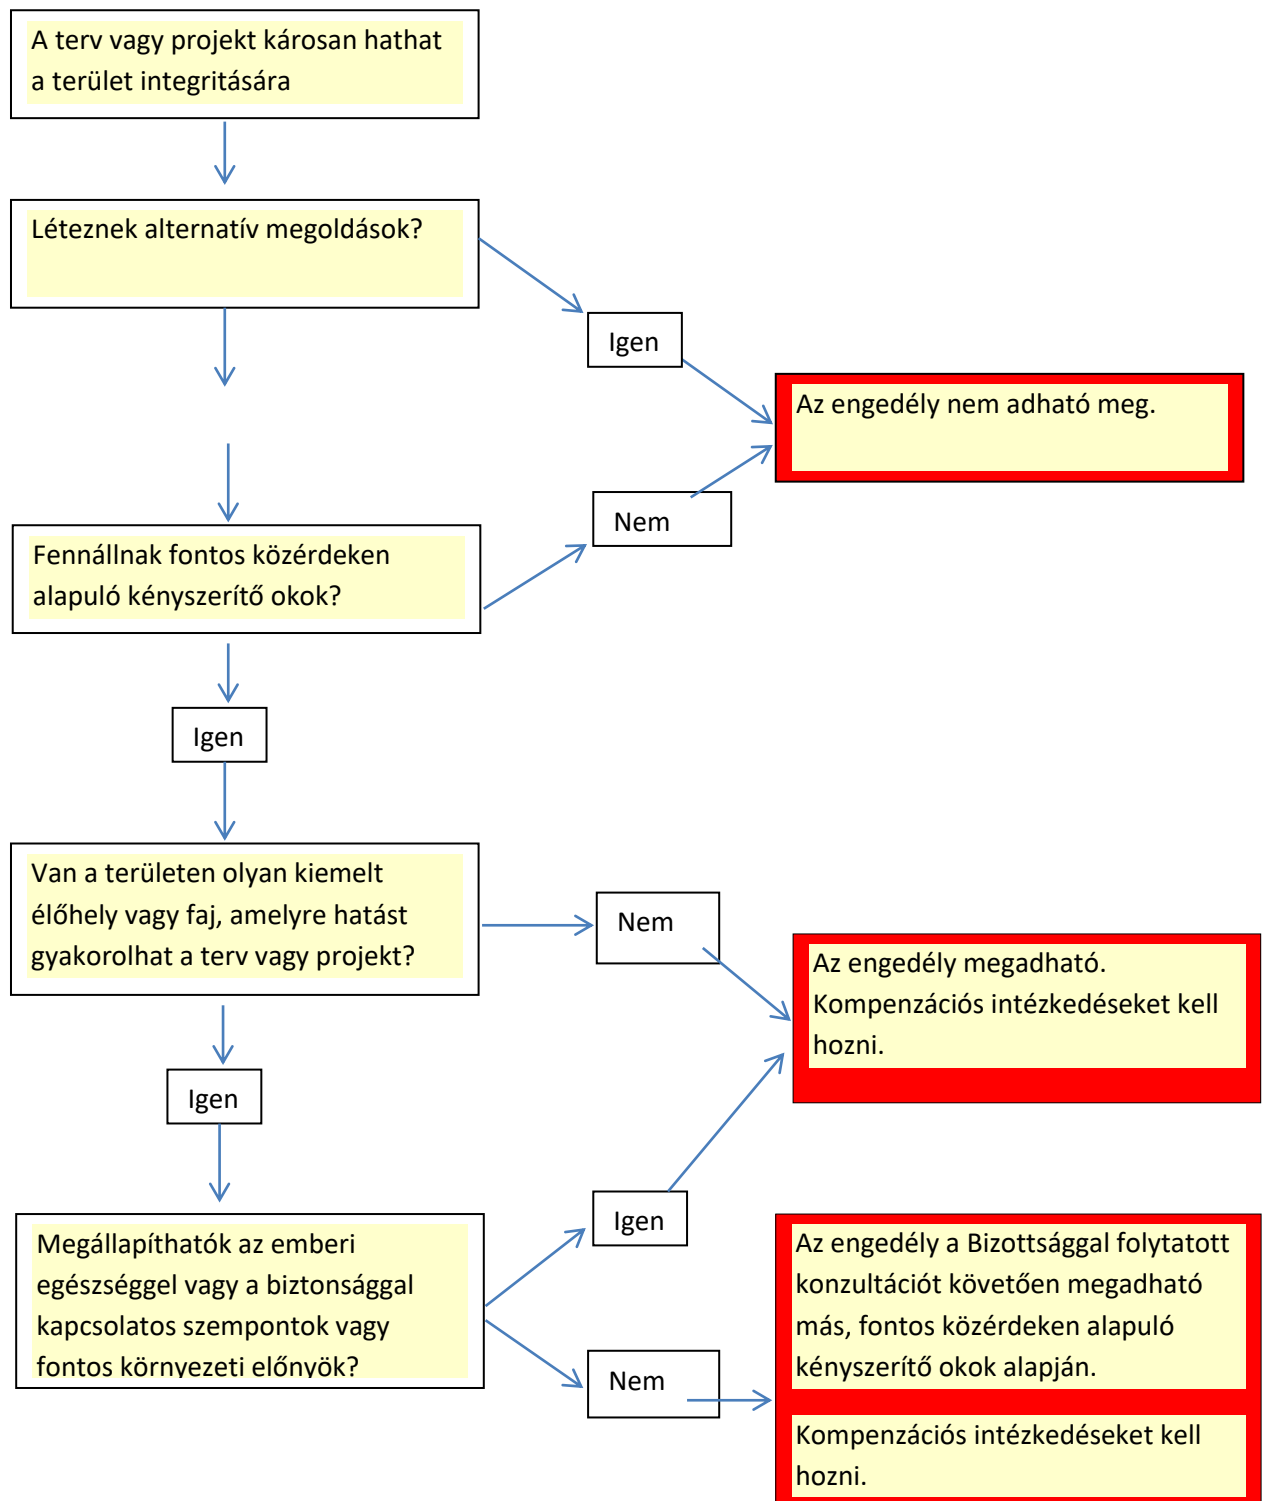 A terv vagy projekt károsan hathat
a terület integritására
Léteznek alternatív megoldások?
Igen
Az engedély nem adható meg.
Nem
Fennállnak fontos közérdeken
alapuló kényszerítő okok?
Igen
Van a területen olyan kiemelt
élőhely vagy faj, amelyre hatást
gyakorolhat a terv vagy projekt?
Nem
Az engedély megadható.
Kompenzációs intézkedéseket kell
hozni.
Igen
Megállapíthatók az emberi
egészséggel vagy a biztonsággal
kapcsolatos szempontok vagy
fontos környezeti előnyök?
Igen
Nem
Az engedély a Bizottsággal folytatott
konzultációt követően megadható
más, fontos közérdeken alapuló
kényszerítő okok alapján.
Kompenzációs intézkedéseket kell
hozni.